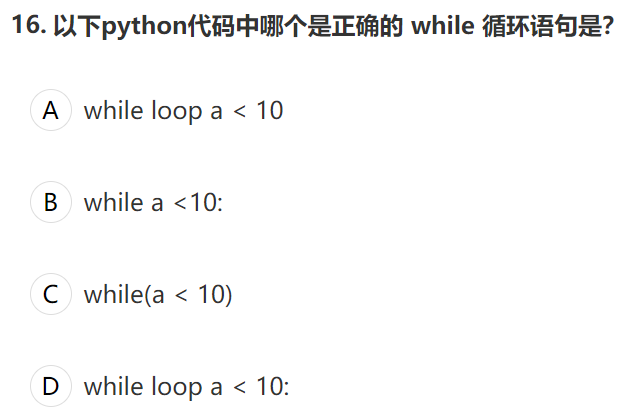 16. 以下python代码中哪个是正确的 while 循环语句是?
A while loop a < 10
B while a <10:
C while(a < 10)
D while loop a < 10: